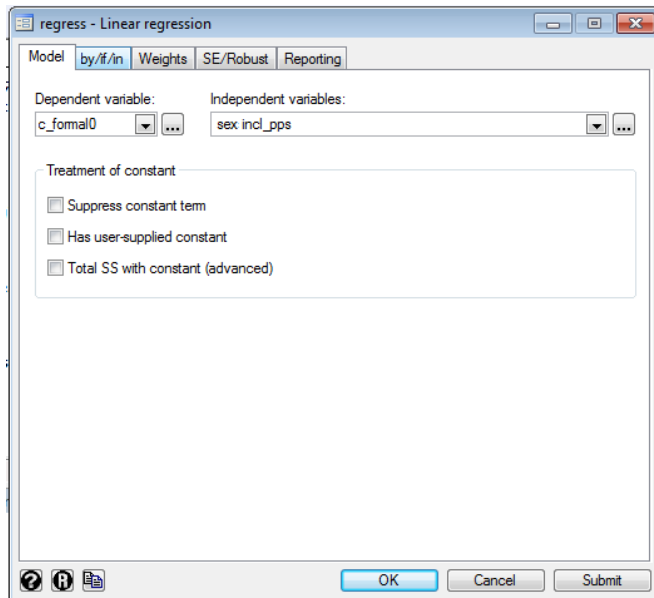 regress - Linear regression
Model by/if/in Weights SE/Robust Reporting
Dependent variable: Independent variables:
c_formal0 ... sex incl_pps ...
Treatment of constant
Suppress constant term
Has user-supplied constant
Total SS with constant (advanced)
? R OK Cancel Submit